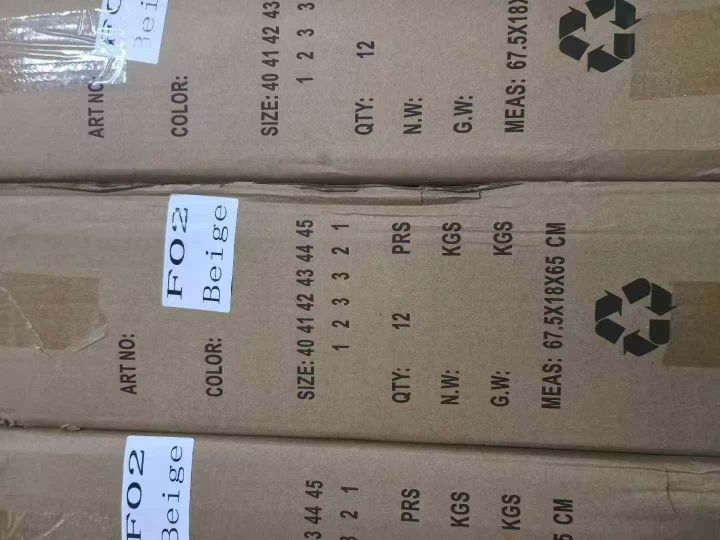 ART NO:
COLOR:
SIZE: 40 41 42 43
1 2 3 3
QTY: 12
N.W:
G.W:
MEAS: 67.5X18X
ART NO: F02
COLOR: Beige
SIZE: 40 41 42 43 44 45
1 2 3 3 2 1
QTY: 12 PRS
N.W: KGS
G.W: KGS
MEAS: 67.5X18X65 CM
F02
Beige
3 44 45
3 2 1
PRS
KGS
KGS
5 CM